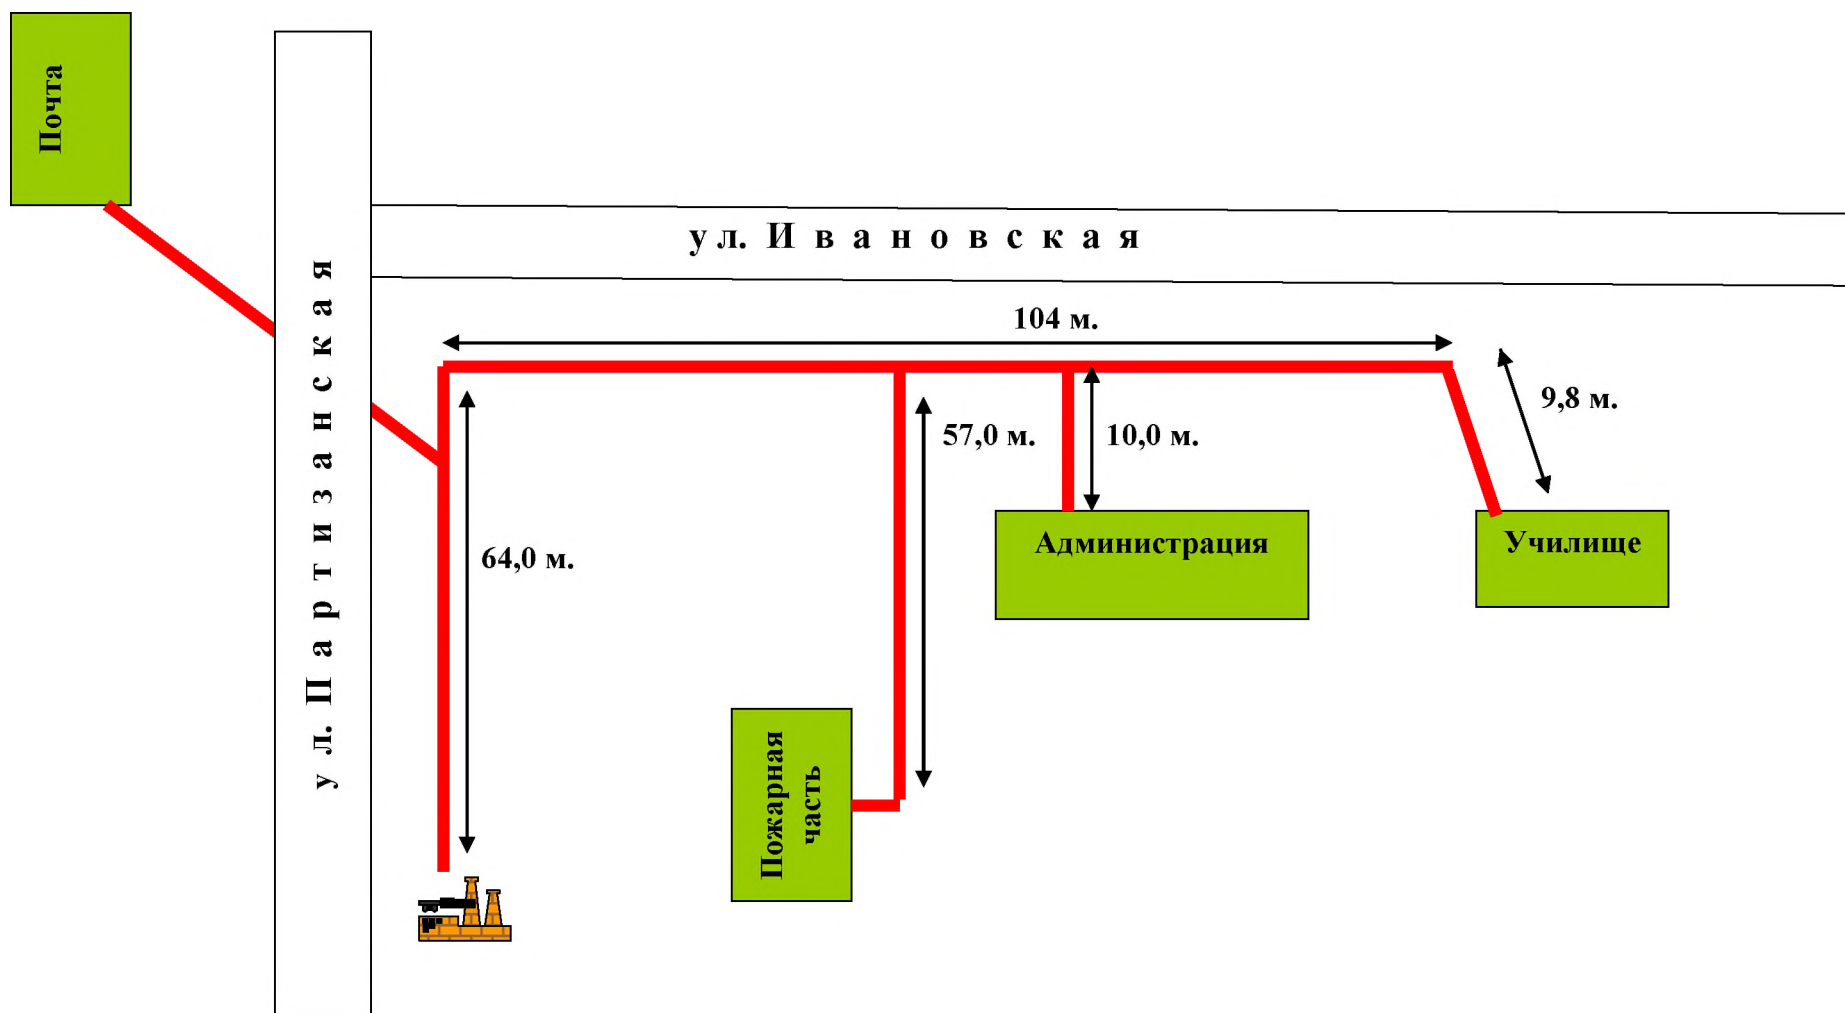 Почта
ул. Партизанская
ул. Ивановская
104 м.
9,8 м.
57,0 м.
10,0 м.
64,0 м.
Администрация
Училище
Пожарная
часть